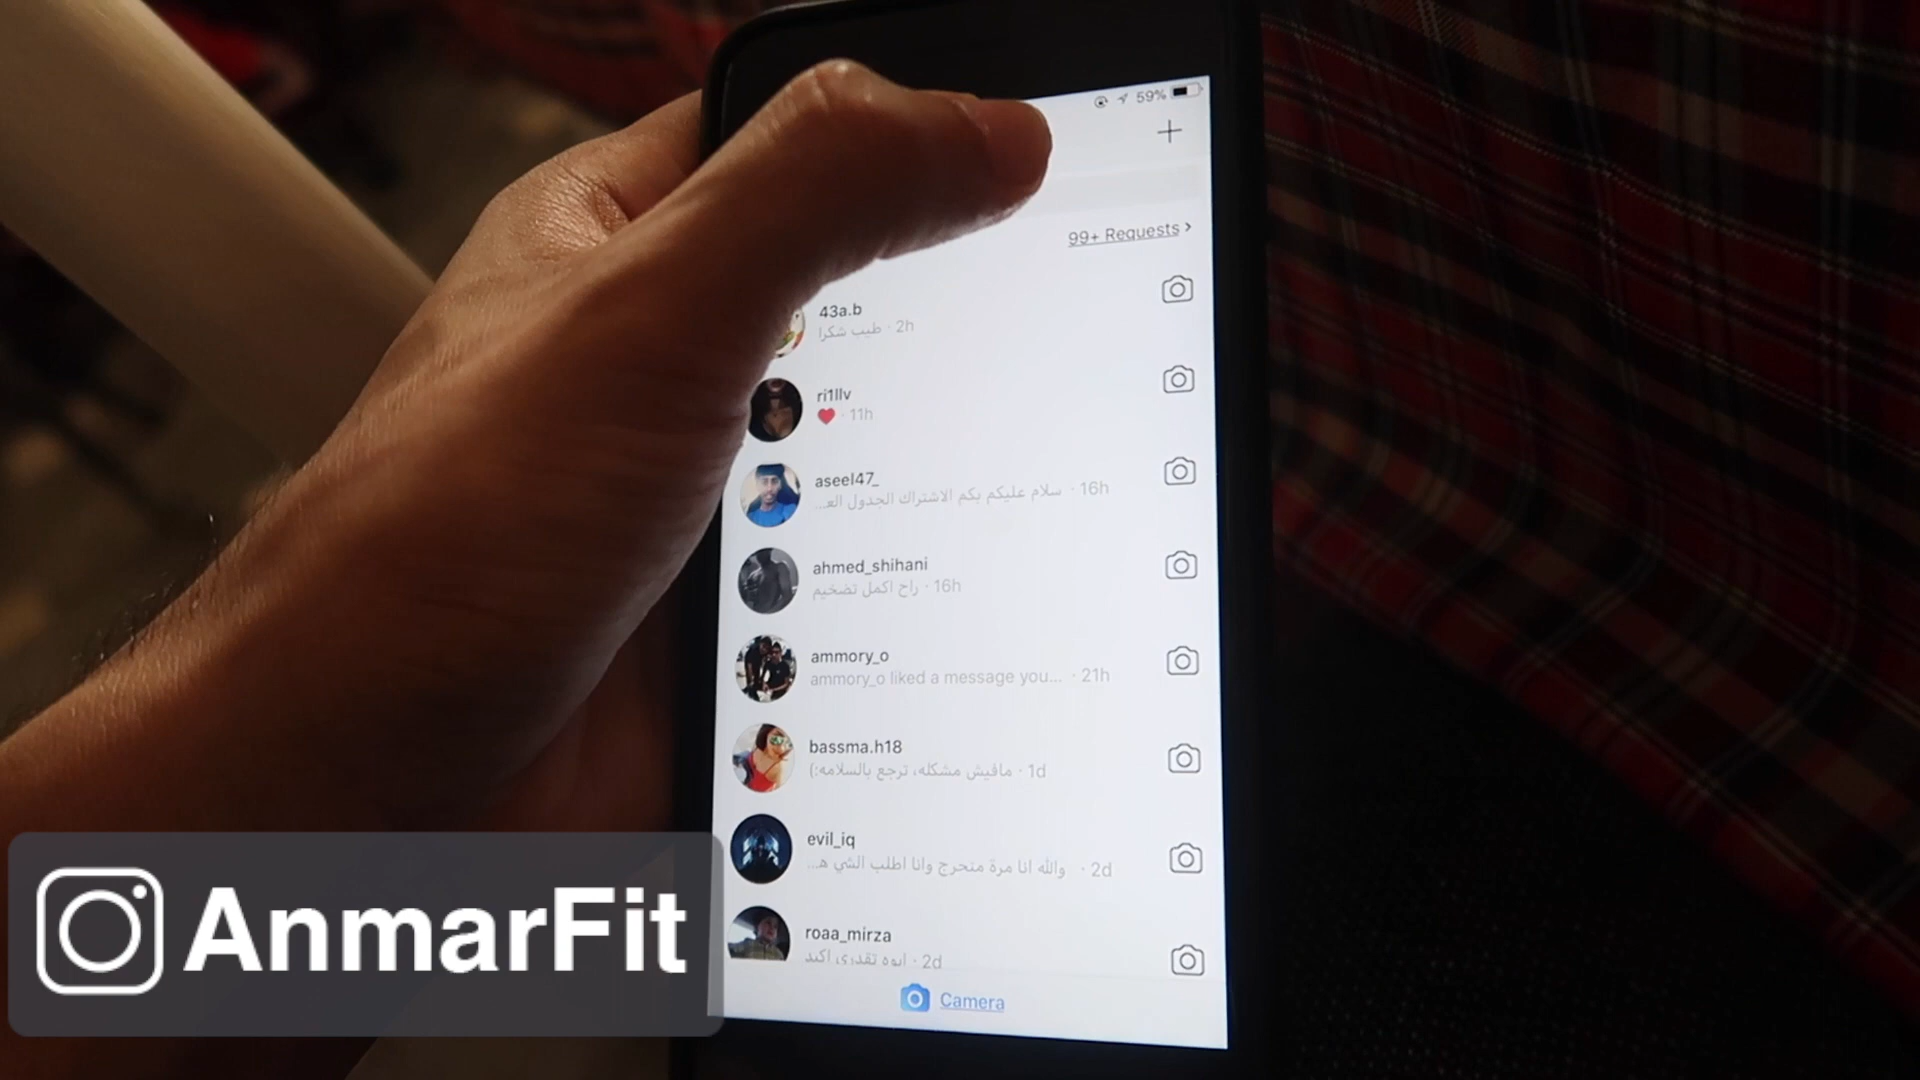 59%
99+ Requests
43a.b
طيب شكرا · 2h
ri1llv
11h
aseel47_
سلام عليكم بكم الاشتراك الجدول الع... · 16h
ahmed_shihani
راح اكمل تضخيم · 16h
ammory_o
ammory_o liked a message you... · 21h
bassma.h18
مافيش مشكله، ترجع بالسلامه:) · 1d
evil_iq
والله انا مرة متحرج وانا اطلب الشي ه... · 2d
roaa_mirza
ايوه تقدري اكيد · 2d
Camera
AnmarFit